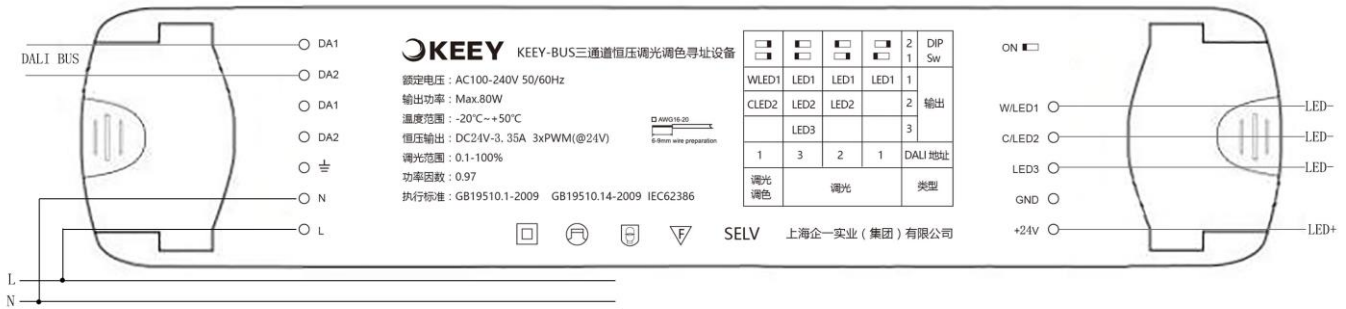 DALI BUS
DA1
DA2
DA1
DA2
N
L
L
N
KEEY KEEY-BUS三通道恒压调光调色寻址设备
额定电压：AC100-240V 50/60Hz
输出功率：Max.80W
温度范围：-20℃~+50℃
恒压输出：DC24V-3.35A 3xPWM(@24V)
调光范围：0.1-100%
功率因数：0.97
执行标准：GB19510.1-2009 GB19510.14-2009 IEC62386
AWG16-20
6-9mm wire preparation
2 DIP
1 Sw
WLED1 LED1 LED1 LED1 1
CLED2 LED2 LED2 2 输出
LED3 3
1 3 2 1 DALI 地址
调光
调色 调光 类型
F
SELV 上海企一实业（集团）有限公司
ON
W/LED1 LED-
C/LED2 LED-
LED3 LED-
GND
+24V LED+